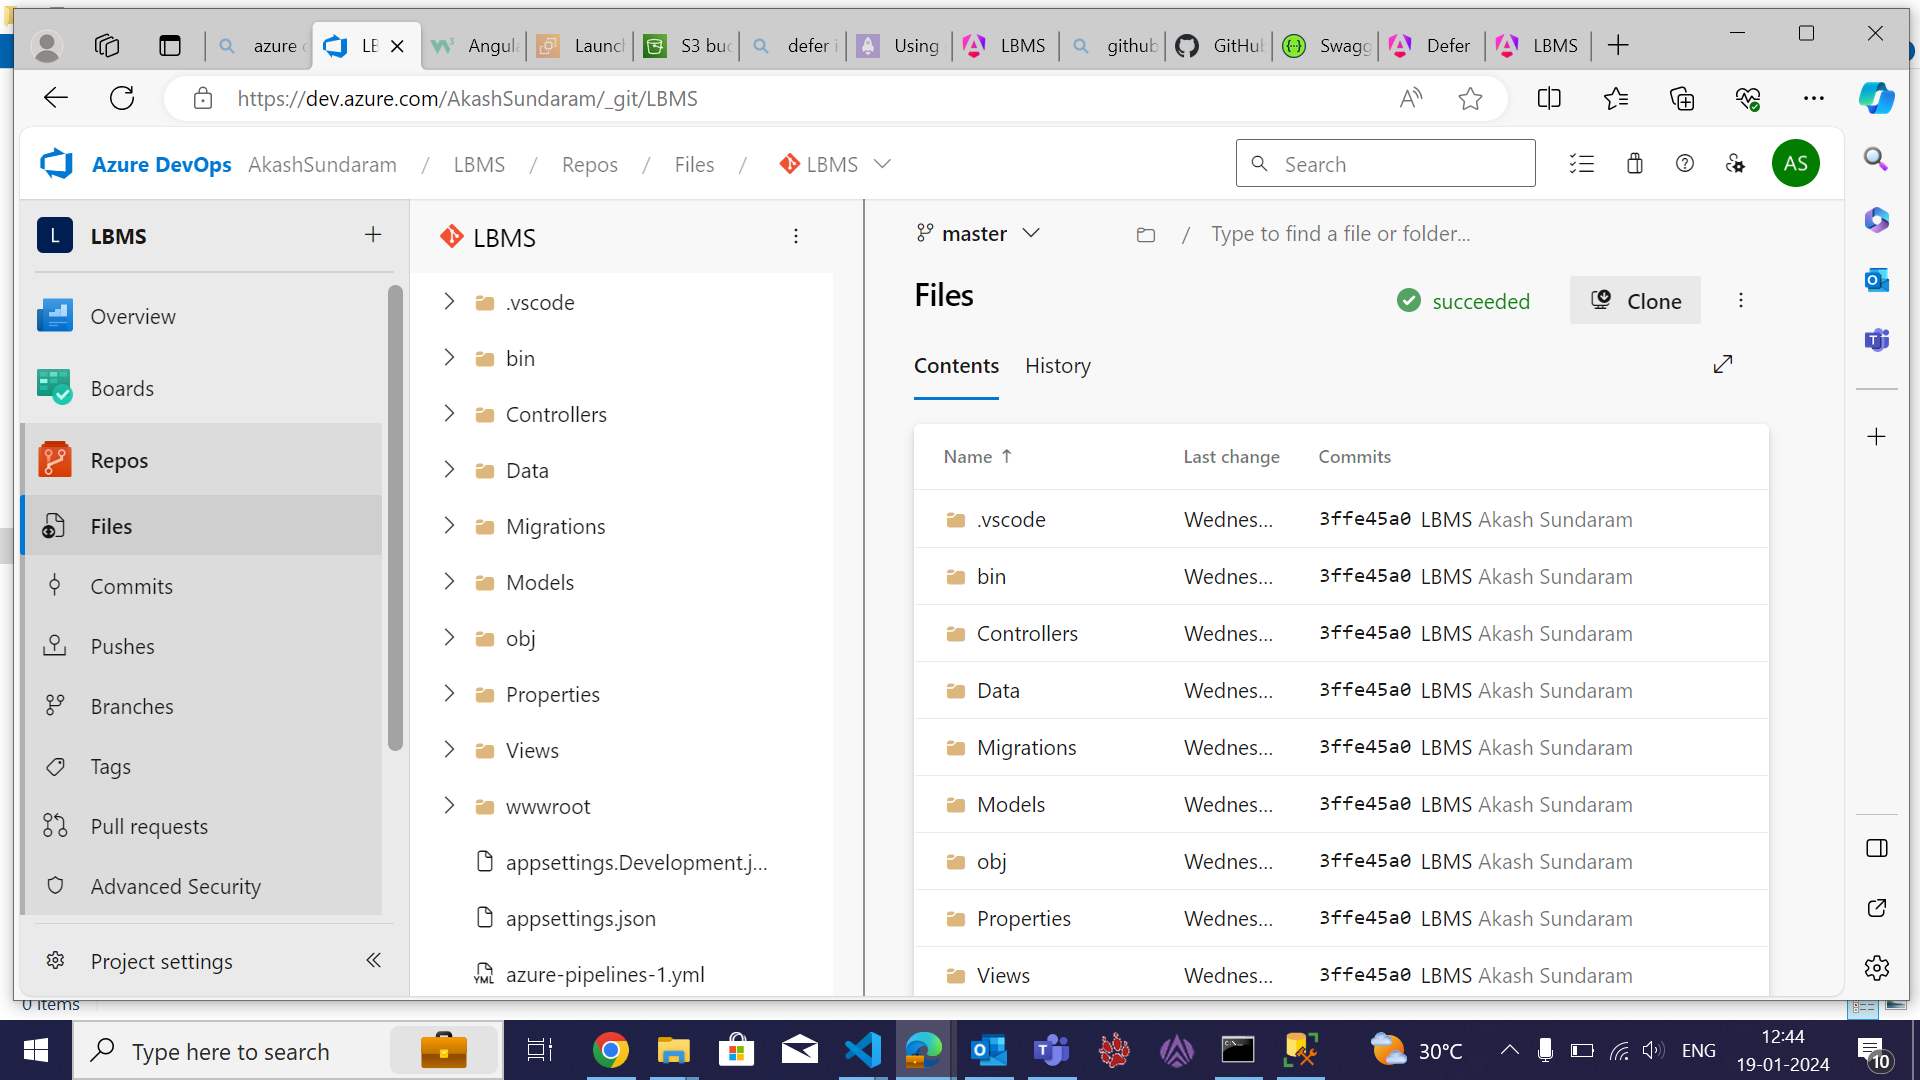 azure
LB
Angula
Launch
S3 buc
defer i
Using
LBMS
github
GitHub
Swagg
Defer
LBMS
https://dev.azure.com/AkashSundaram/_git/LBMS
Azure DevOps AkashSundaram / LBMS / Repos / Files / LBMS
Search
AS
L LBMS
Overview
Boards
Repos
Files
Commits
Pushes
Branches
Tags
Pull requests
Advanced Security
Project settings
LBMS
.vscode
bin
Controllers
Data
Migrations
Models
obj
Properties
Views
wwwroot
appsettings.Development.j...
appsettings.json
YML azure-pipelines-1.yml
master / Type to find a file or folder...
Files
succeeded
Clone
Contents History
Name Last change Commits
.vscode Wednes... 3ffe45a0 LBMS Akash Sundaram
bin Wednes... 3ffe45a0 LBMS Akash Sundaram
Controllers Wednes... 3ffe45a0 LBMS Akash Sundaram
Data Wednes... 3ffe45a0 LBMS Akash Sundaram
Migrations Wednes... 3ffe45a0 LBMS Akash Sundaram
Models Wednes... 3ffe45a0 LBMS Akash Sundaram
obj Wednes... 3ffe45a0 LBMS Akash Sundaram
Properties Wednes... 3ffe45a0 LBMS Akash Sundaram
Views Wednes... 3ffe45a0 LBMS Akash Sundaram
0 items
Type here to search
30°C
ENG
12:44
19-01-2024
10